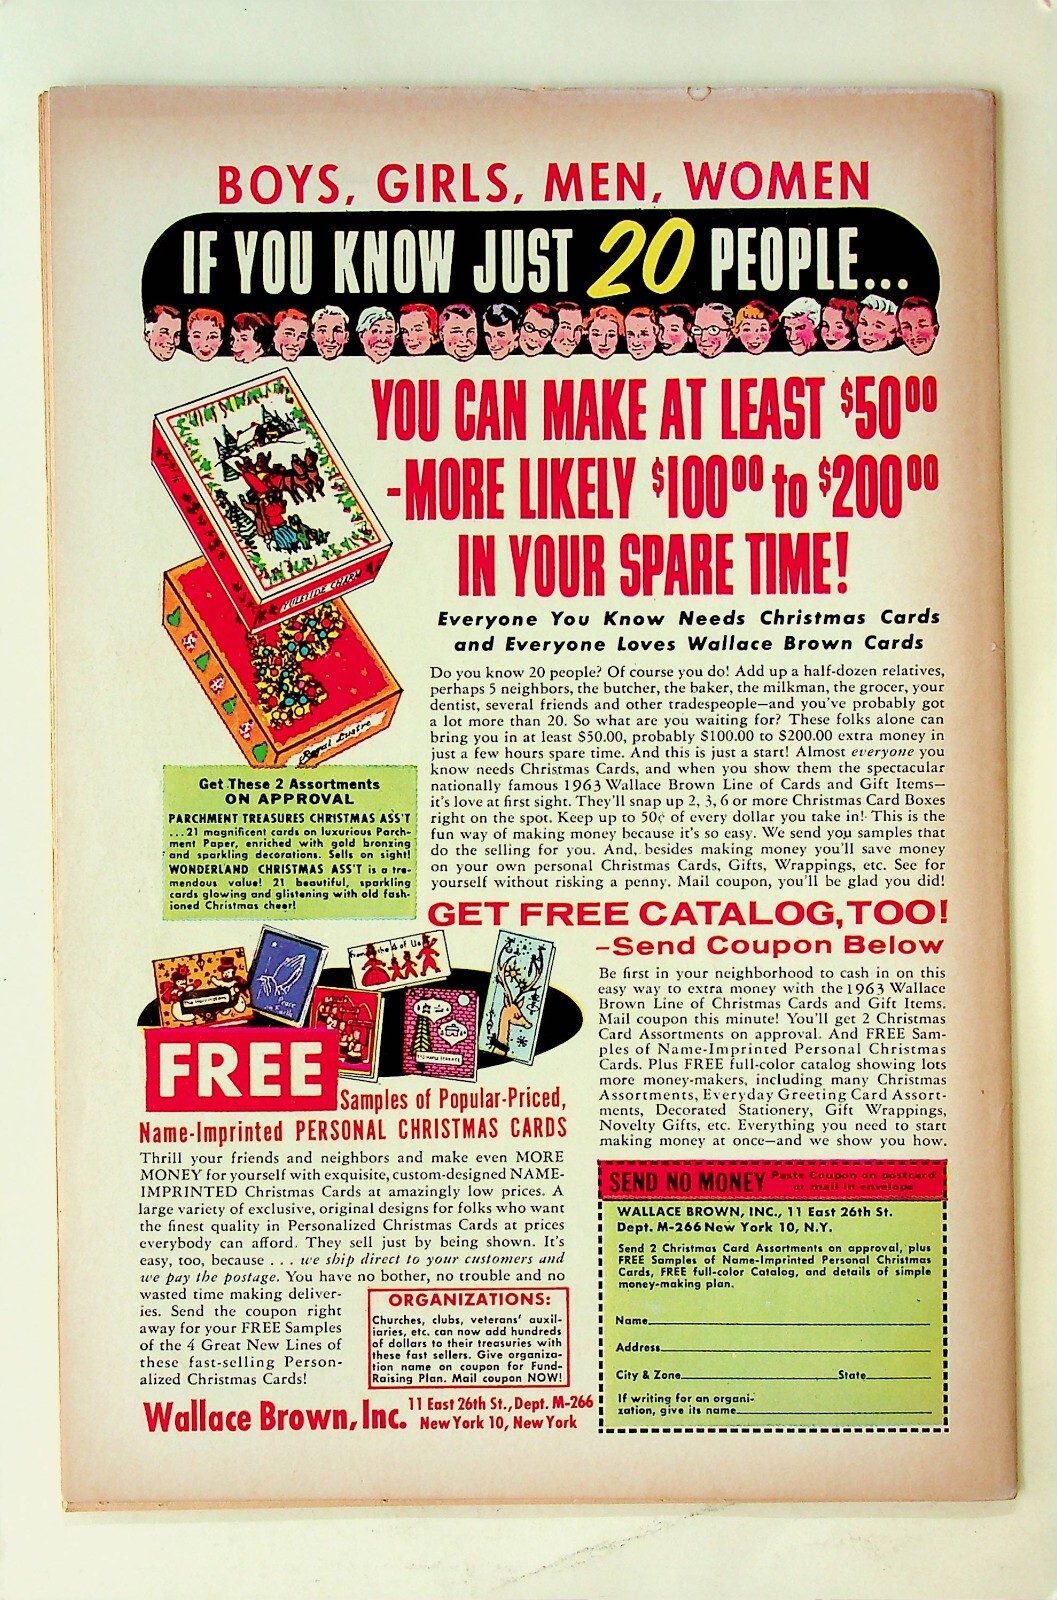 BOYS, GIRLS, MEN, WOMEN
IF YOU KNOW JUST 20 PEOPLE...
YOU CAN MAKE AT LEAST $50⁰⁰
-MORE LIKELY $100⁰⁰ to $200⁰⁰
IN YOUR SPARE TIME!
YULETIDE CHARM
Royal Lustre
Everyone You Know Needs Christmas Cards
and Everyone Loves Wallace Brown Cards
Do you know 20 people? Of course you do! Add up a half-dozen relatives,
perhaps 5 neighbors, the butcher, the baker, the milkman, the grocer, your
dentist, several friends and other tradespeople—and you've probably got
a lot more than 20. So what are you waiting for? These folks alone can
bring you in at least $50.00, probably $100.00 to $200.00 extra money in
just a few hours spare time. And this is just a start! Almost everyone you
know needs Christmas Cards, and when you show them the spectacular
nationally famous 1963 Wallace Brown Line of Cards and Gift Items—
it's love at first sight. They'll snap up 2, 3, 6 or more Christmas Card Boxes
right on the spot. Keep up to 50¢ of every dollar you take in! This is the
fun way of making money because it's so easy. We send you samples that
do the selling for you. And, besides making money you'll save money
on your own personal Christmas Cards, Gifts, Wrappings, etc. See for
yourself without risking a penny. Mail coupon, you'll be glad you did!
Get These 2 Assortments
ON APPROVAL
PARCHMENT TREASURES CHRISTMAS ASS'T
...21 magnificent cards on luxurious Parch-
ment Paper, enriched with gold bronzing
and sparkling decorations. Sells on sight!
WONDERLAND CHRISTMAS ASS'T is a tre-
mendous value! 21 beautiful, sparkling
cards glowing and glistening with old fash-
ioned Christmas cheer!
GET FREE CATALOG, TOO!
-Send Coupon Below
Be first in your neighborhood to cash in on this
easy way to extra money with the 1963 Wallace
Brown Line of Christmas Cards and Gift Items.
Mail coupon this minute! You'll get 2 Christmas
Card Assortments on approval. And FREE Sam-
ples of Name-Imprinted Personal Christmas
Cards. Plus FREE full-color catalog showing lots
more money-makers, including many Christmas
Assortments, Everyday Greeting Card Assort-
ments, Decorated Stationery, Gift Wrappings,
Novelty Gifts, etc. Everything you need to start
making money at once—and we show you how.
Peace on Earth
From the 4 of Us
FREE
Samples of Popular-Priced,
Name-Imprinted PERSONAL CHRISTMAS CARDS
Thrill your friends and neighbors and make even MORE
MONEY for yourself with exquisite, custom-designed NAME-
IMPRINTED Christmas Cards at amazingly low prices. A
large variety of exclusive, original designs for folks who want
the finest quality in Personalized Christmas Cards at prices
everybody can afford. They sell just by being shown. It's
easy, too, because . . . we ship direct to your customers and
we pay the postage. You have no bother, no trouble and no
wasted time making deliver-
ies. Send the coupon right
away for your FREE Samples
of the 4 Great New Lines of
these fast-selling Person-
alized Christmas Cards!
ORGANIZATIONS:
Churches, clubs, veterans' auxil-
iaries, etc. can now add hundreds
of dollars to their treasuries with
these fast sellers. Give organiza-
tion name on coupon for Fund-
Raising Plan. Mail coupon NOW!
Wallace Brown, Inc. 11 East 26th St., Dept. M-266
New York 10, New York
SEND NO MONEY Paste Coupon on postcard
or mail in envelope
WALLACE BROWN, INC., 11 East 26th St.
Dept. M-266 New York 10, N.Y.
Send 2 Christmas Card Assortments on approval, plus
FREE Samples of Name-Imprinted Personal Christmas
Cards, FREE full-color Catalog, and details of simple
money-making plan.
Name
Address
City & Zone State
If writing for an organi-
zation, give its name